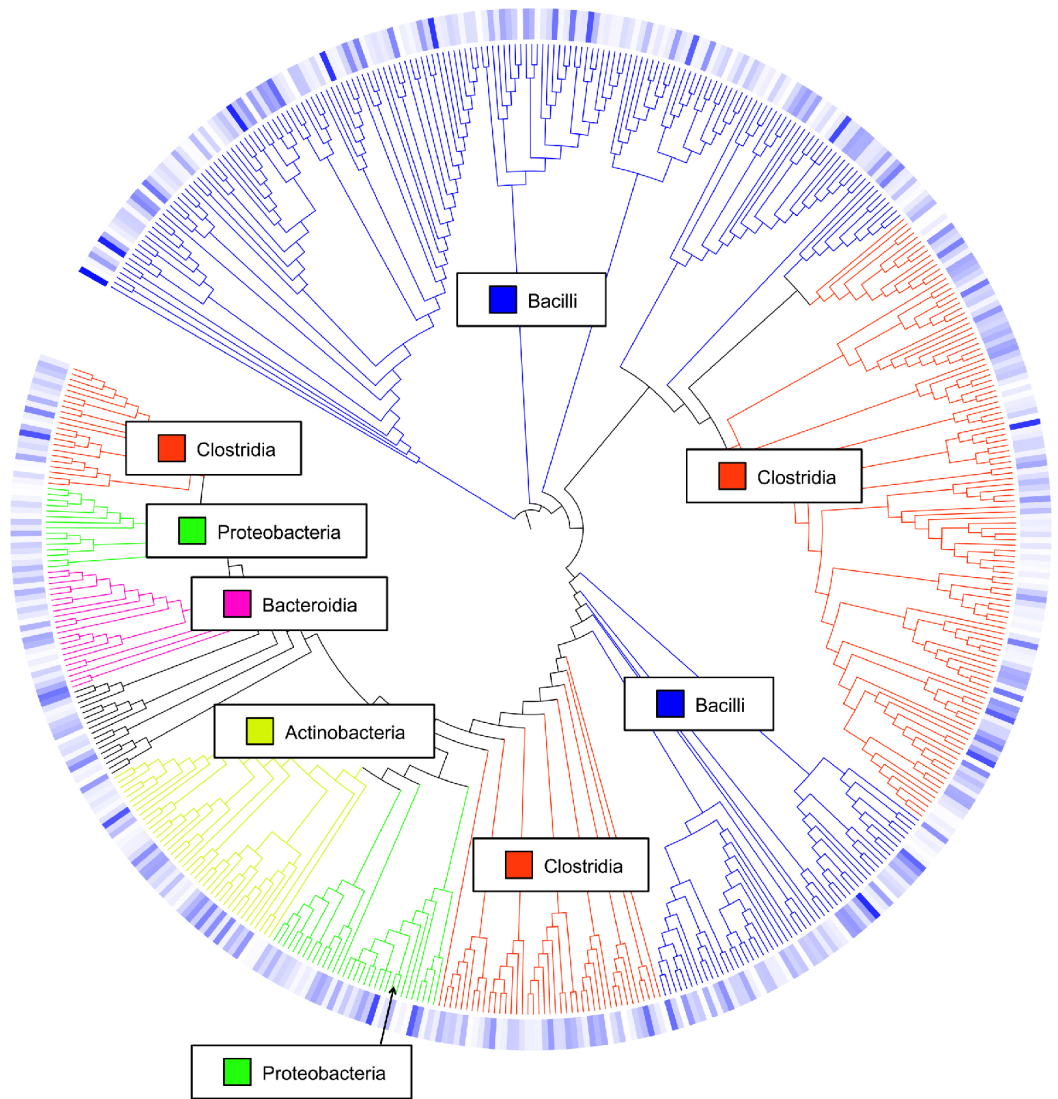 Bacilli
Clostridia
Clostridia
Proteobacteria
Bacteroidia
Bacilli
Actinobacteria
Clostridia
Proteobacteria